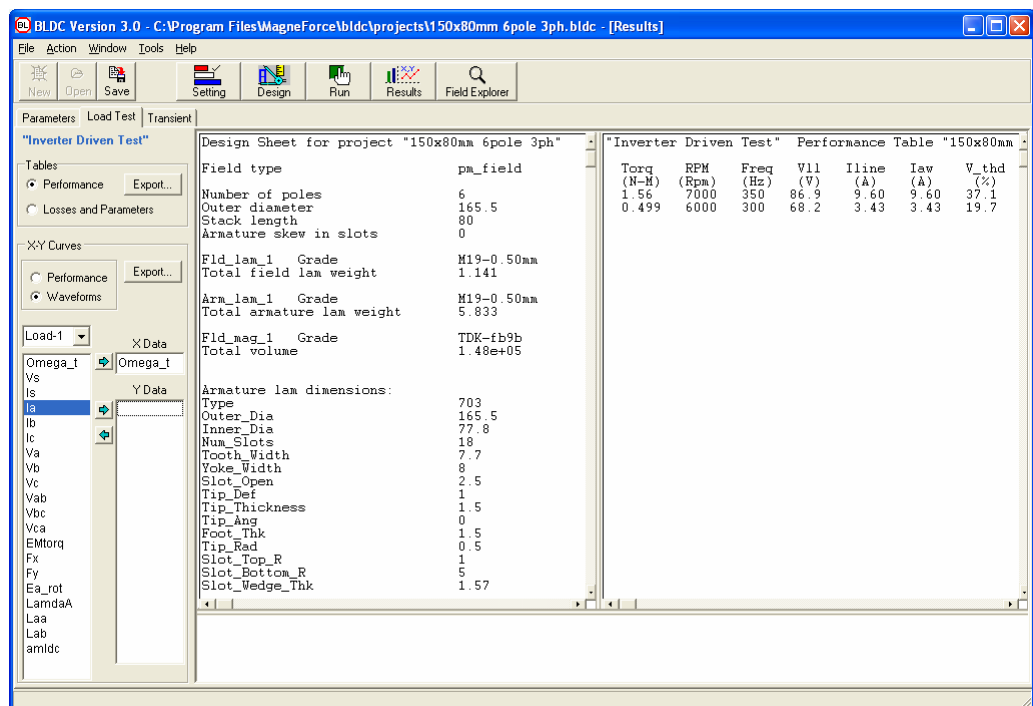 BLDC Version 3.0 - C:\Program Files\MagneForce\bldc\projects\150x80mm 6pole 3ph.bldc - [Results]
File Action Window Tools Help
New Open Save Setting Design Run Results Field Explorer
Parameters Load Test Transient
"Inverter Driven Test"
Tables
Performance Export...
Losses and Parameters
X-Y Curves
Performance Export...
Waveforms
Load-1
X Data
Omega_t
Y Data
Omega_t
Vs
Is
Ia
Ib
Ic
Va
Vb
Vc
Vab
Vbc
Vca
EMtorq
Fx
Fy
Ea_rot
LamdaA
Laa
Lab
amldc
Design Sheet for project "150x80mm 6pole 3ph"
Field type pm_field
Number of poles 6
Outer diameter 165.5
Stack length 80
Armature skew in slots 0
Fld_lam_1 Grade M19-0.50mm
Total field lam weight 1.141
Arm_lam_1 Grade M19-0.50mm
Total armature lam weight 5.833
Fld_mag_1 Grade TDK-fb9b
Total volume 1.48e+05
Armature lam dimensions:
Type 703
Outer_Dia 165.5
Inner_Dia 77.8
Num_Slots 18
Tooth_Width 7.7
Yoke_Width 8
Slot_Open 2.5
Tip_Def 1
Tip_Thickness 1.5
Tip_Ang 0
Foot_Thk 1.5
Tip_Rad 0.5
Slot_Top_R 1
Slot_Bottom_R 5
Slot_Wedge_Thk 1.57
"Inverter Driven Test" Performance Table "150x80mm
Torq RPM Freq Vll Iline Iaw V_thd
(N-M) (Rpm) (Hz) (V) (A) (A) (%)
1.56 7000 350 86.9 9.60 9.60 37.1
0.499 6000 300 68.2 3.43 3.43 19.7